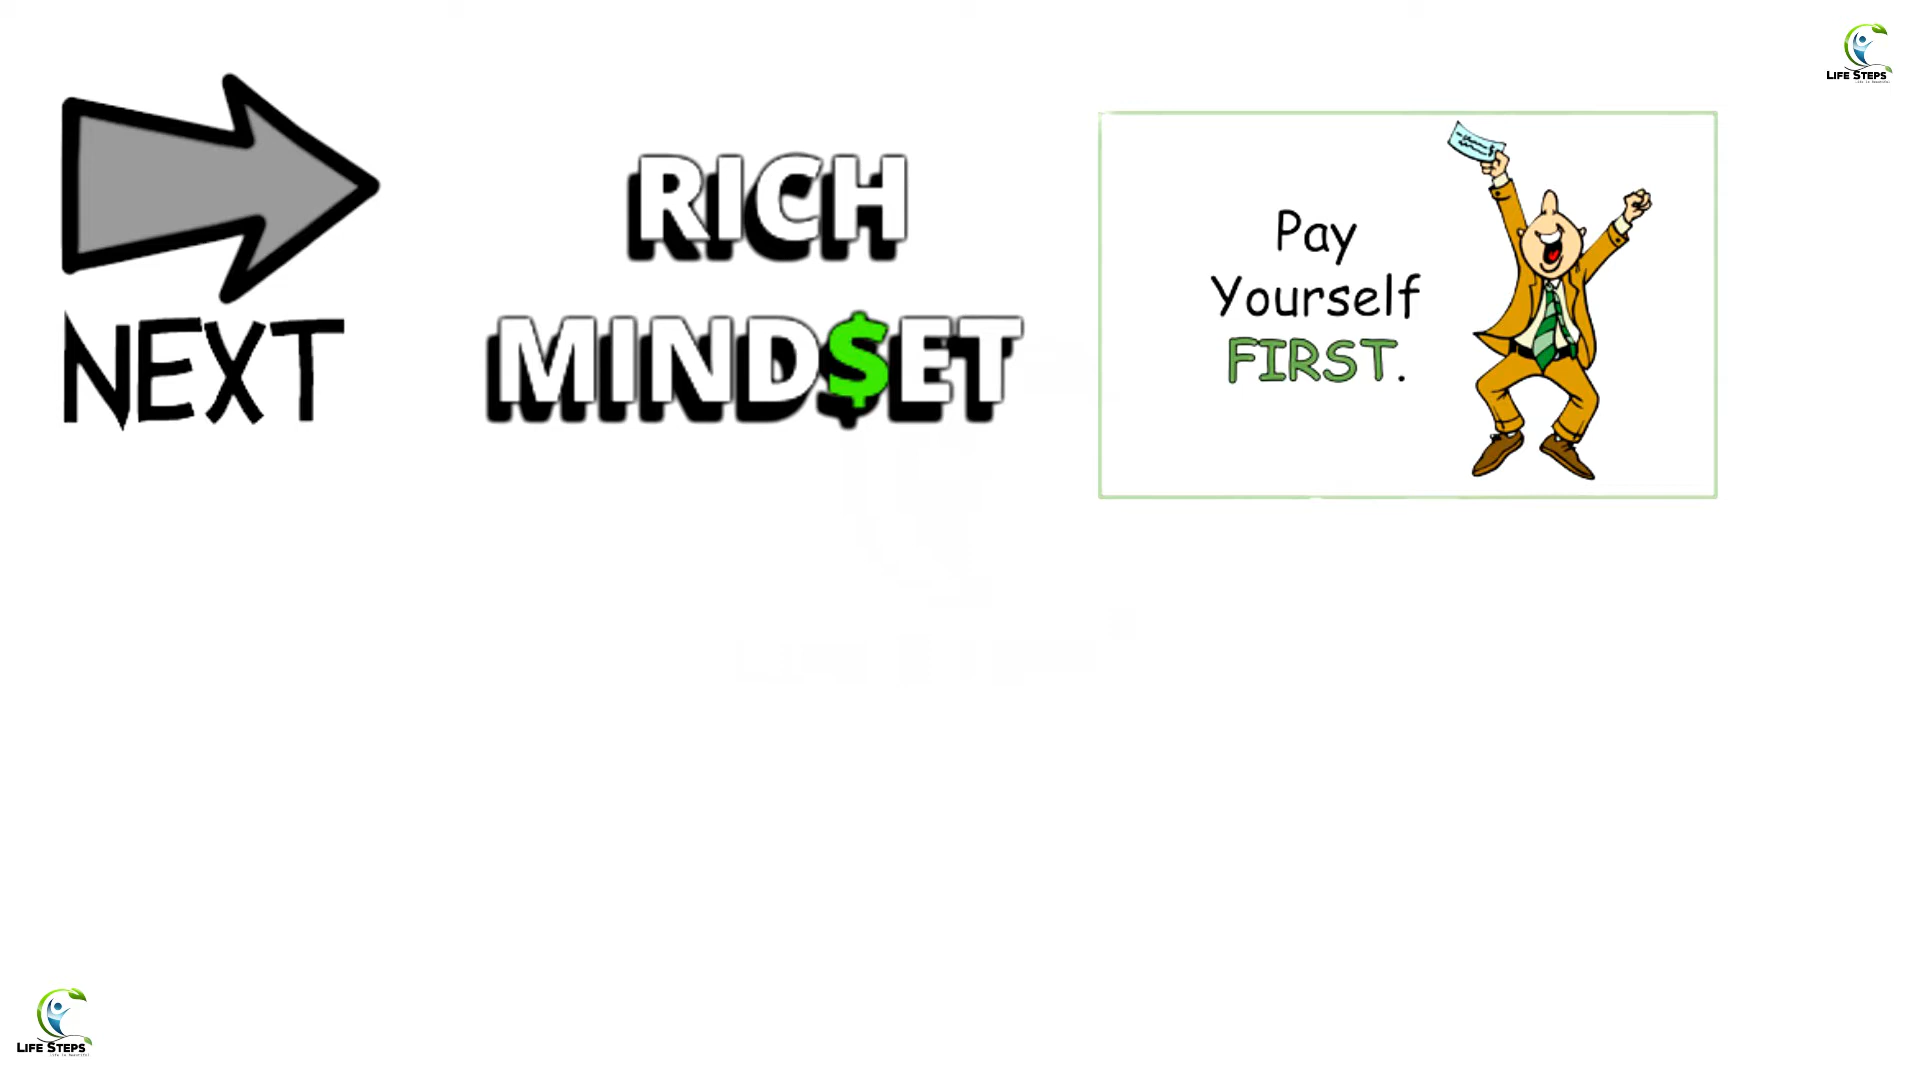 LIFE STEPS
NEXT
RICH
MIND$ET
Pay
Yourself
FIRST.
LIFE STEPS